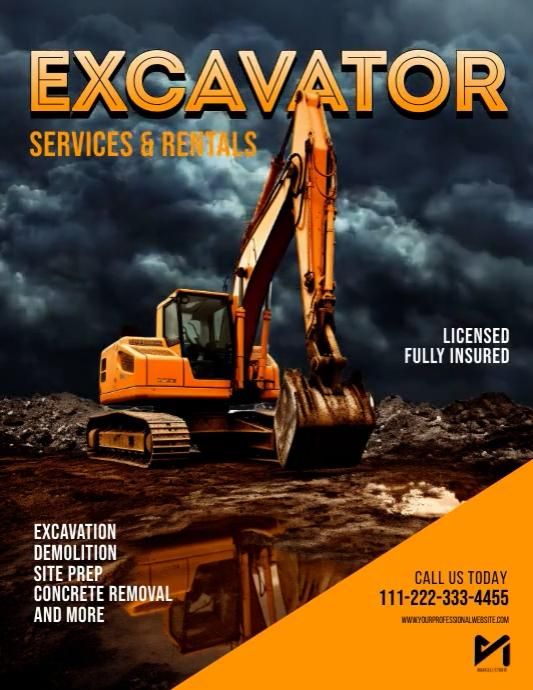 EXCAVATOR
SERVICES & RENTALS
LICENSED
FULLY INSURED
EXCAVATION
DEMOLITION
SITE PREP
CONCRETE REMOVAL
AND MORE
CALL US TODAY
111-222-333-4455
WWW.YOURPROFESSIONALWEBSITE.COM